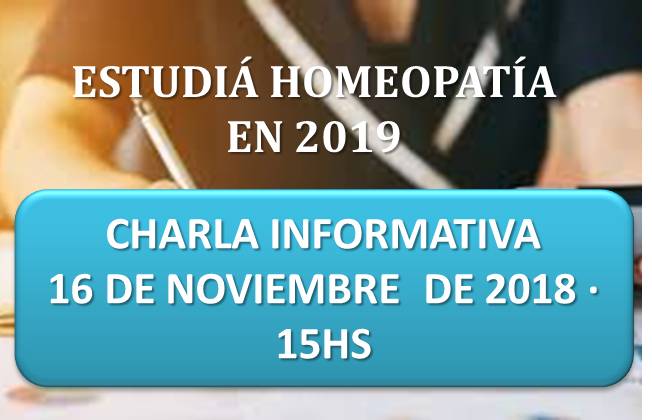 ESTUDIÁ HOMEOPATÍA
EN 2019
CHARLA INFORMATIVA
16 DE NOVIEMBRE DE 2018 ·
15HS